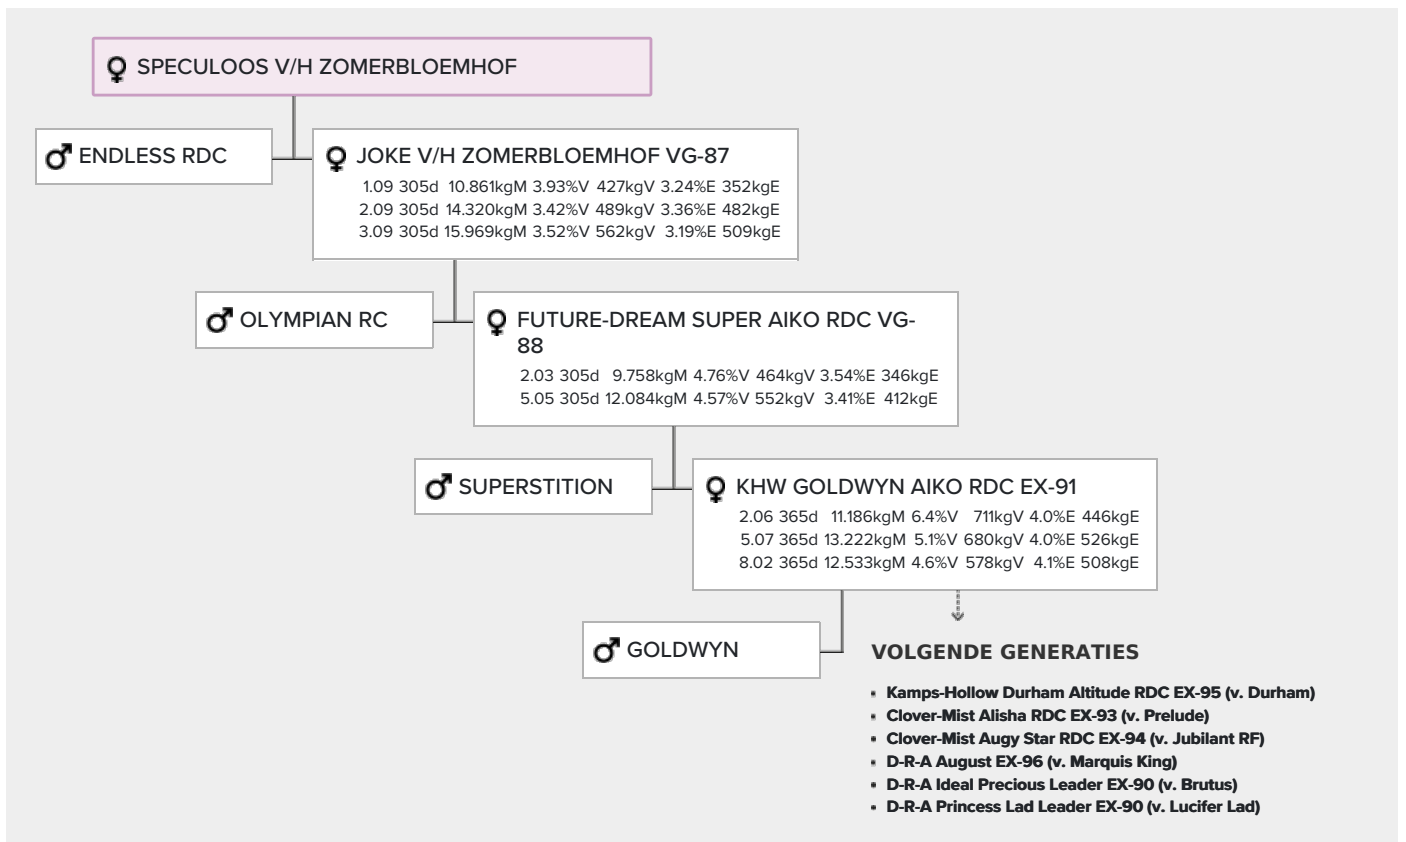 SPECULOOS V/H ZOMERBLOEMHOF
ENDLESS RDC
JOKE V/H ZOMERBLOEMHOF VG-87
1.09 305d 10.861kgM 3.93%V 427kgV 3.24%E 352kgE
2.09 305d 14.320kgM 3.42%V 489kgV 3.36%E 482kgE
3.09 305d 15.969kgM 3.52%V 562kgV 3.19%E 509kgE
OLYMPIAN RC
FUTURE-DREAM SUPER AIKO RDC VG-
88
2.03 305d 9.758kgM 4.76%V 464kgV 3.54%E 346kgE
5.05 305d 12.084kgM 4.57%V 552kgV 3.41%E 412kgE
SUPERSTITION
KHW GOLDWYN AIKO RDC EX-91
2.06 365d 11.186kgM 6.4%V 711kgV 4.0%E 446kgE
5.07 365d 13.222kgM 5.1%V 680kgV 4.0%E 526kgE
8.02 365d 12.533kgM 4.6%V 578kgV 4.1%E 508kgE
GOLDWYN
VOLGENDE GENERATIES
Kamps-Hollow Durham Altitude RDC EX-95 (v. Durham)
Clover-Mist Alisha RDC EX-93 (v. Prelude)
Clover-Mist Augy Star RDC EX-94 (v. Jubilant RF)
D-R-A August EX-96 (v. Marquis King)
D-R-A Ideal Precious Leader EX-90 (v. Brutus)
D-R-A Princess Lad Leader EX-90 (v. Lucifer Lad)